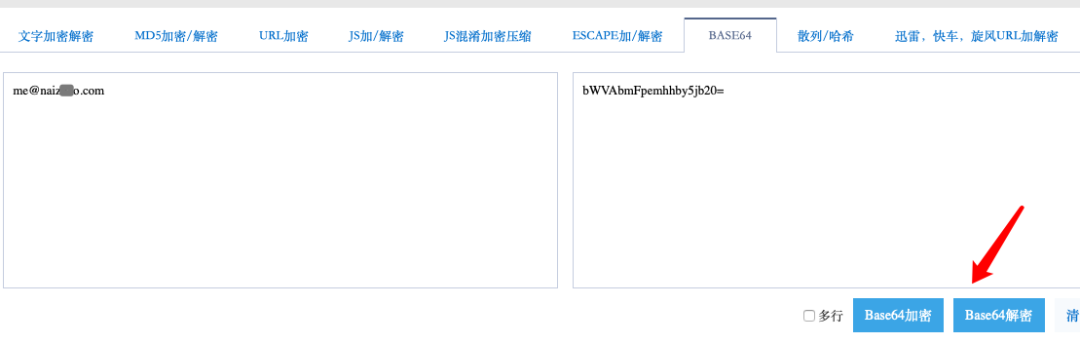 文字加密解密 MD5加密/解密 URL加密 JS加/解密 JS混淆加密压缩 ESCAPE加/解密 BASE64 散列/哈希 迅雷，快车，旋风URL加解密
me@naiz o.com
bWVAbmFpemhhby5jb20=
多行 Base64加密 Base64解密 清